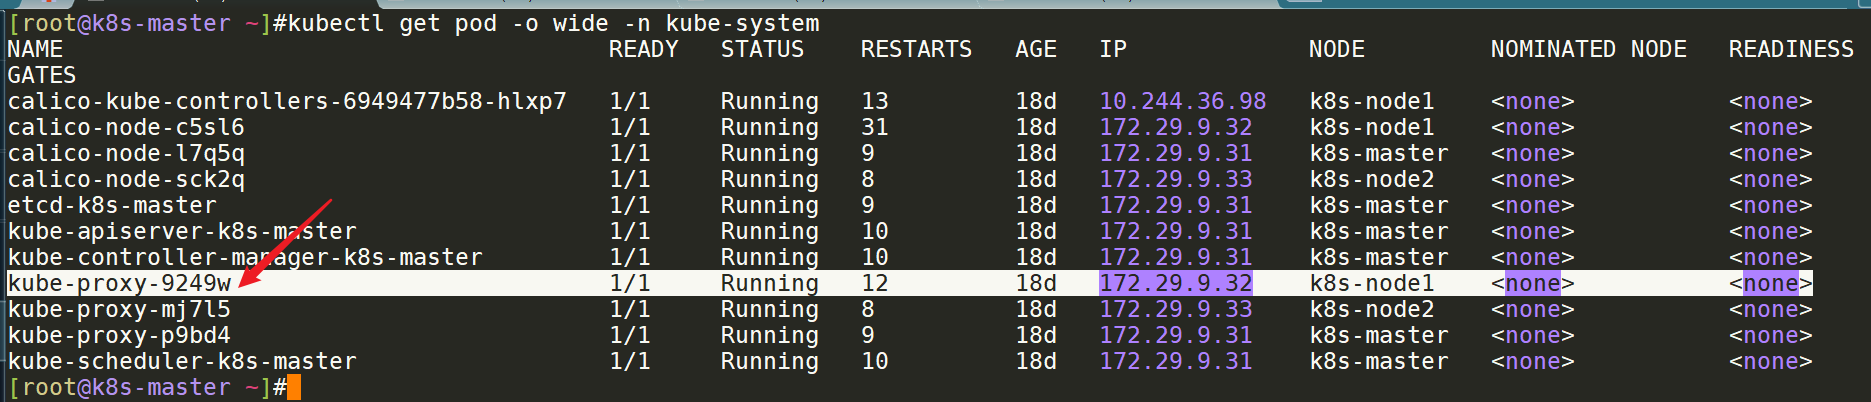 [root@k8s-master ~]#kubectl get pod -o wide -n kube-system
NAME READY STATUS RESTARTS AGE IP NODE NOMINATED NODE READINESS
GATES
calico-kube-controllers-6949477b58-hlxp7 1/1 Running 13 18d 10.244.36.98 k8s-node1 <none> <none>
calico-node-c5sl6 1/1 Running 31 18d 172.29.9.32 k8s-node1 <none> <none>
calico-node-l7q5q 1/1 Running 9 18d 172.29.9.31 k8s-master <none> <none>
calico-node-sck2q 1/1 Running 8 18d 172.29.9.33 k8s-node2 <none> <none>
etcd-k8s-master 1/1 Running 9 18d 172.29.9.31 k8s-master <none> <none>
kube-apiserver-k8s-master 1/1 Running 10 18d 172.29.9.31 k8s-master <none> <none>
kube-controller-manager-k8s-master 1/1 Running 10 18d 172.29.9.31 k8s-master <none> <none>
kube-proxy-9249w 1/1 Running 12 18d 172.29.9.32 k8s-node1 <none> <none>
kube-proxy-mj7l5 1/1 Running 8 18d 172.29.9.33 k8s-node2 <none> <none>
kube-proxy-p9bd4 1/1 Running 9 18d 172.29.9.31 k8s-master <none> <none>
kube-scheduler-k8s-master 1/1 Running 10 18d 172.29.9.31 k8s-master <none> <none>
[root@k8s-master ~]#